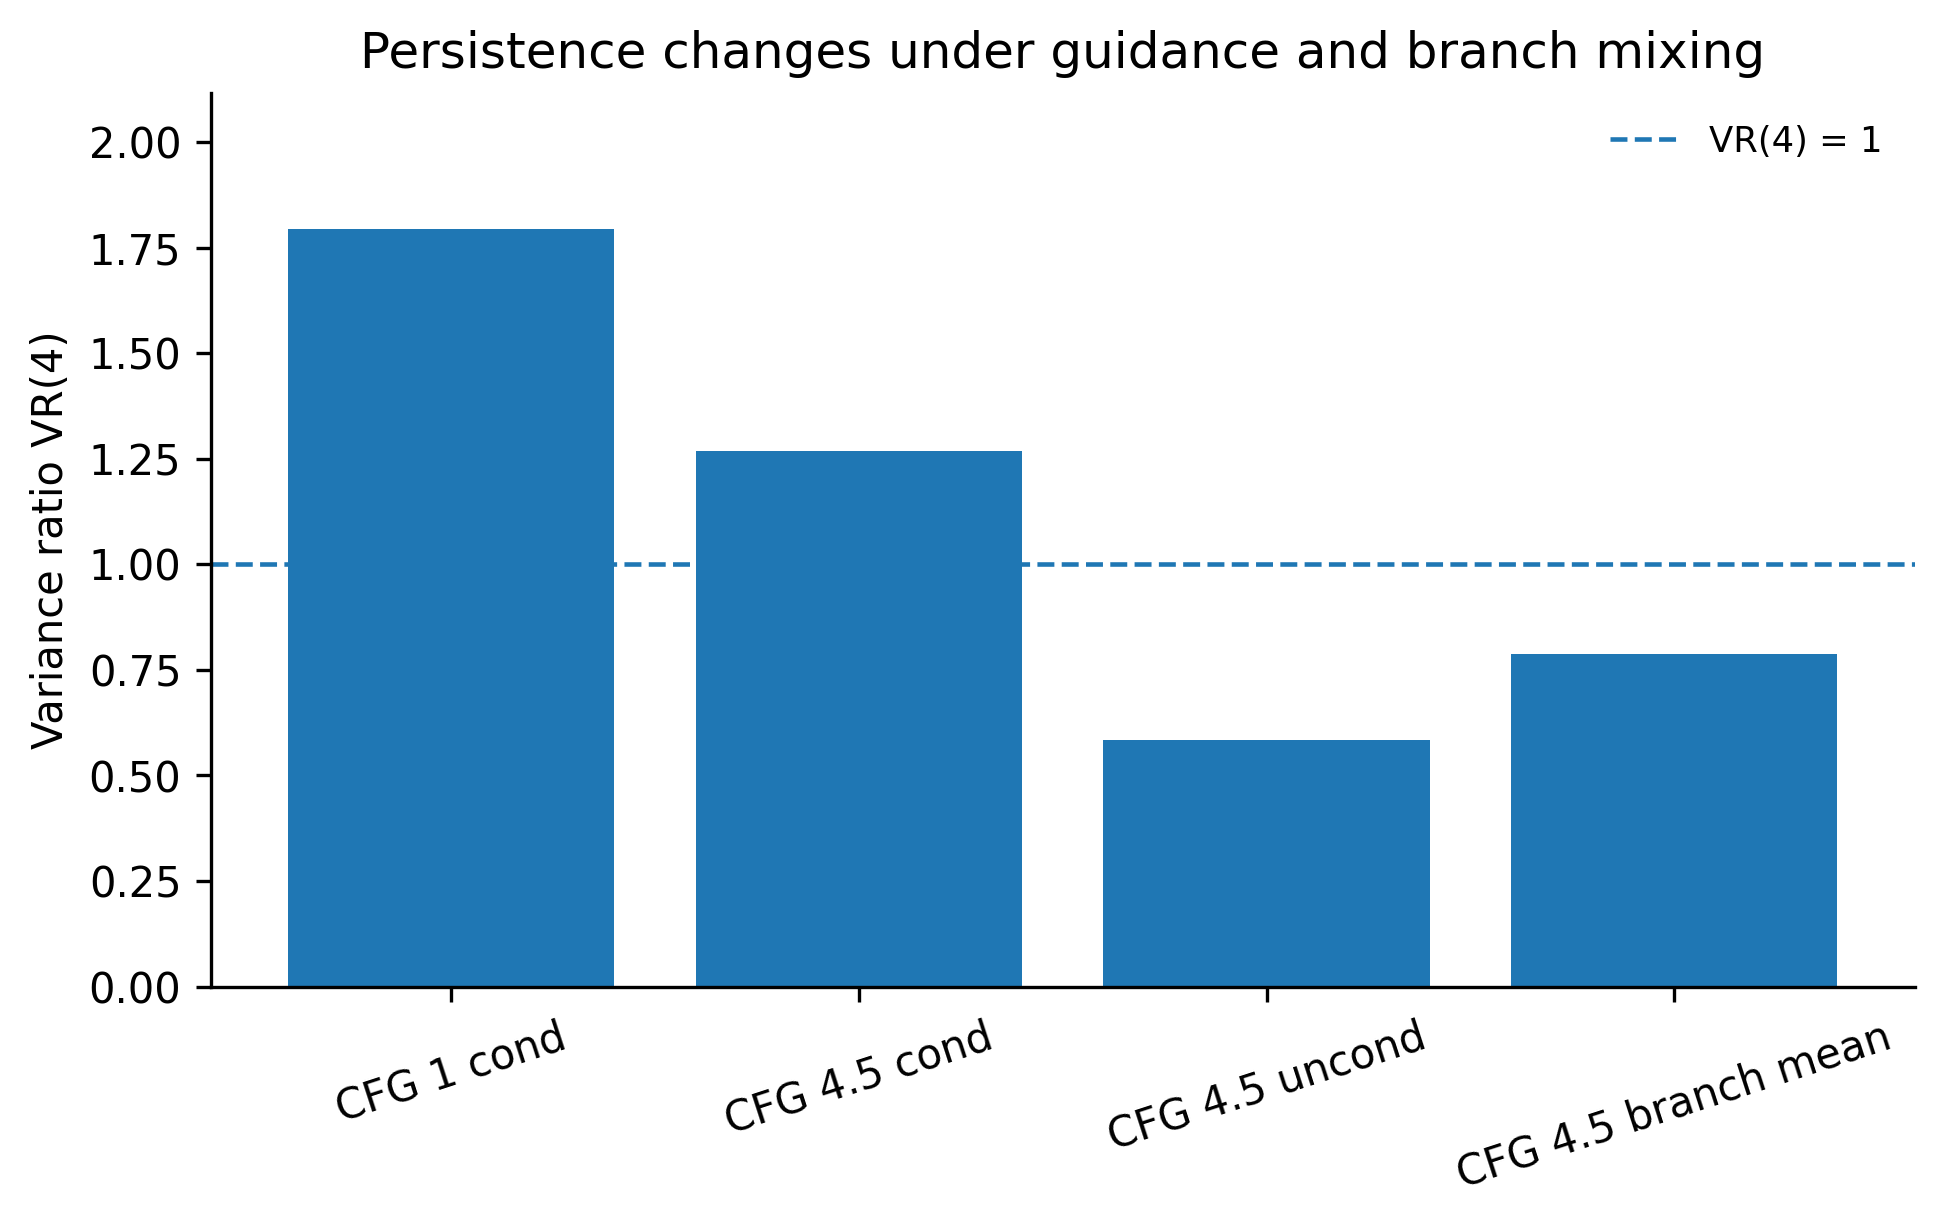 Persistence changes under guidance and branch mixing
VR(4) = 1
Variance ratio VR(4)
2.00
1.75
1.50
1.25
1.00
0.75
0.50
0.25
0.00
CFG 1 cond
CFG 4.5 cond
CFG 4.5 uncond
CFG 4.5 branch mean